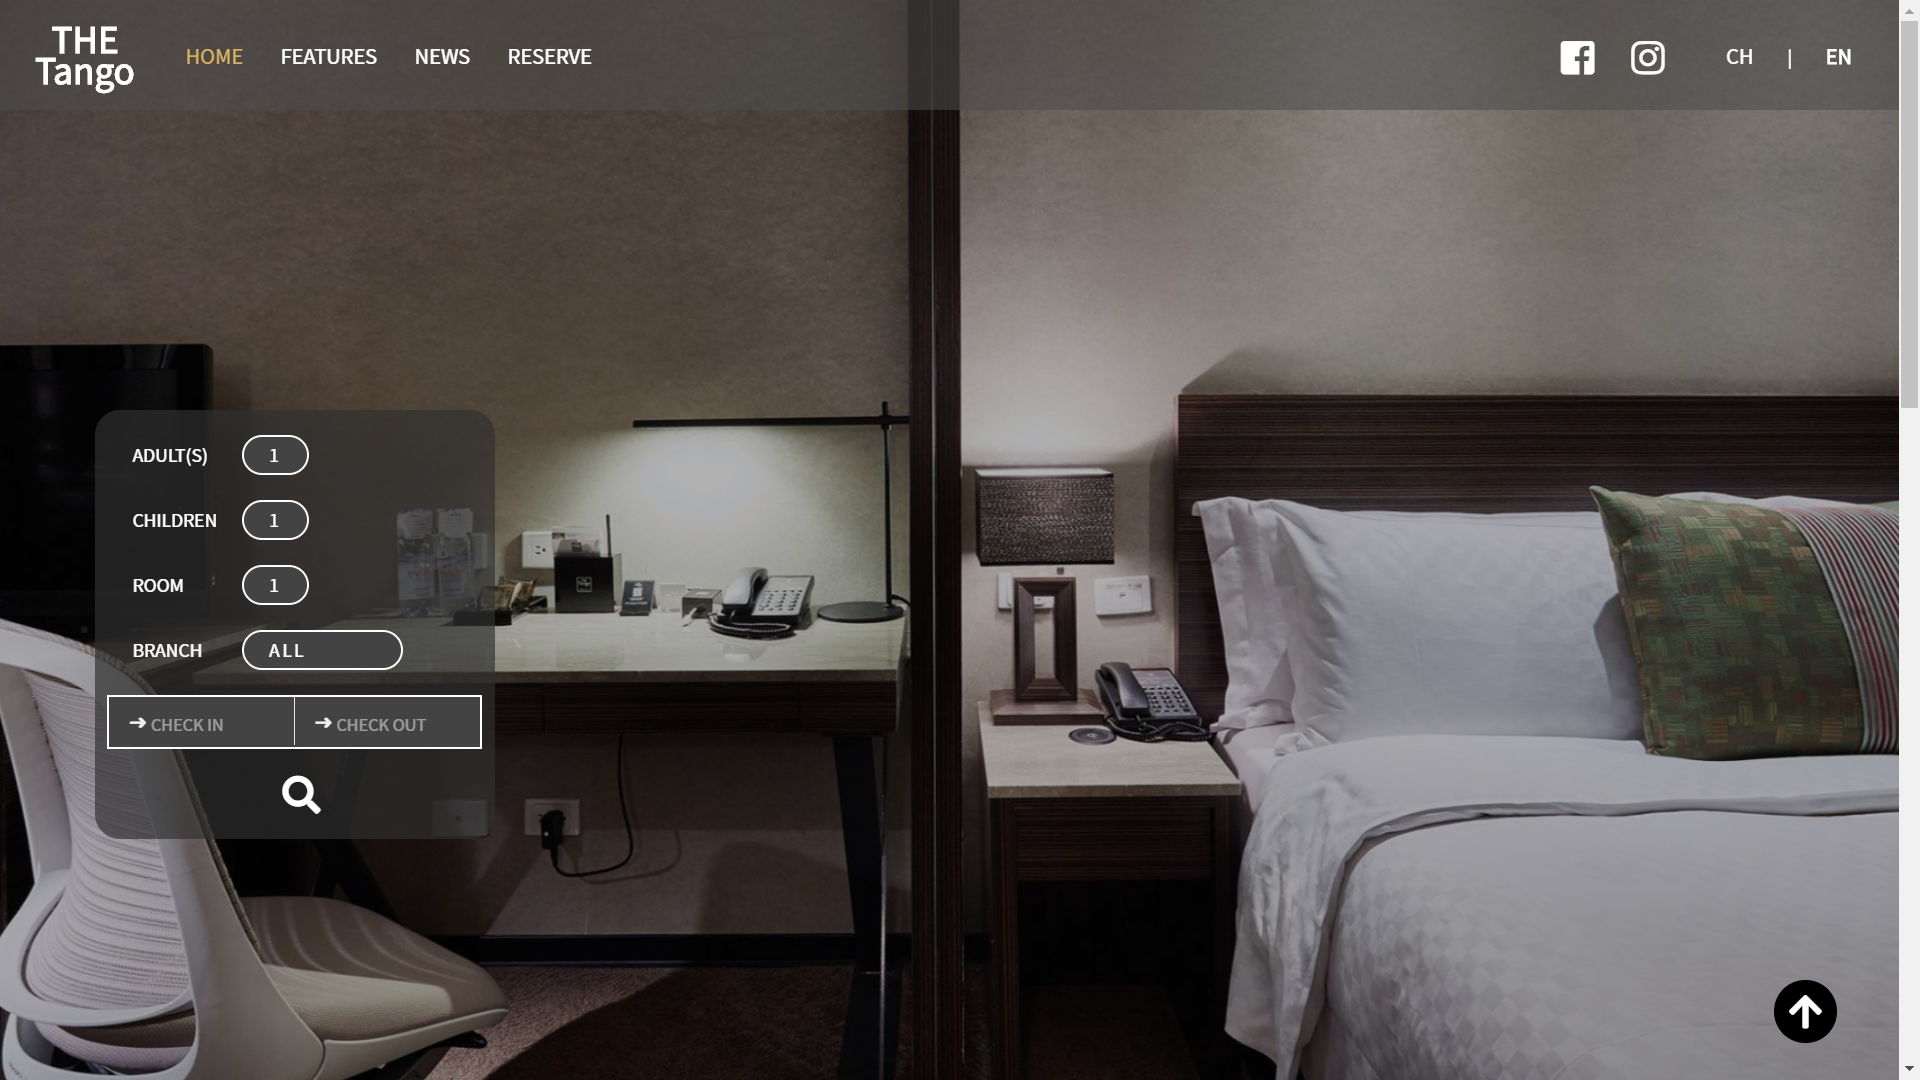 THE
Tango
HOME
FEATURES
NEWS
RESERVE
CH
|
EN
ADULT(S)
1
CHILDREN
1
ROOM
1
BRANCH
ALL
CHECK IN
CHECK OUT